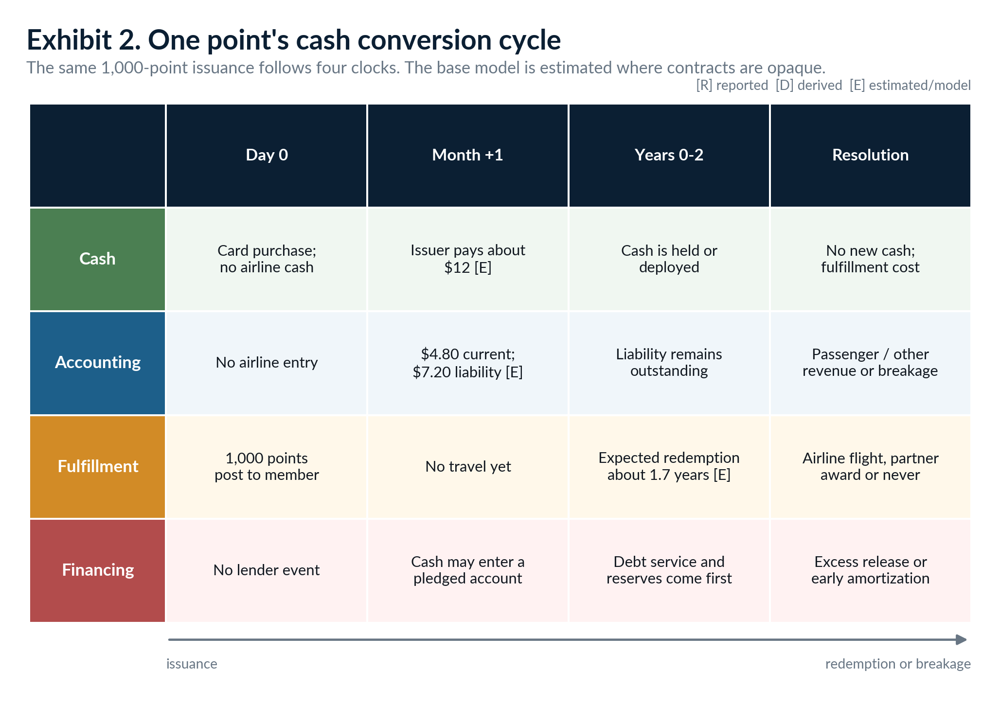 Exhibit 2. One point's cash conversion cycle
The same 1,000-point issuance follows four clocks. The base model is estimated where contracts are opaque.
[R] reported  [D] derived  [E] estimated/model
Day 0
Month +1
Years 0-2
Resolution
Cash
Card purchase;
no airline cash
Issuer pays about
$12 [E]
Cash is held or
deployed
No new cash;
fulfillment cost
Accounting
No airline entry
$4.80 current;
$7.20 liability [E]
Liability remains
outstanding
Passenger / other
revenue or breakage
Fulfillment
1,000 points
post to member
No travel yet
Expected redemption
about 1.7 years [E]
Airline flight, partner
award or never
Financing
No lender event
Cash may enter a
pledged account
Debt service and
reserves come first
Excess release or
early amortization
issuance
redemption or breakage